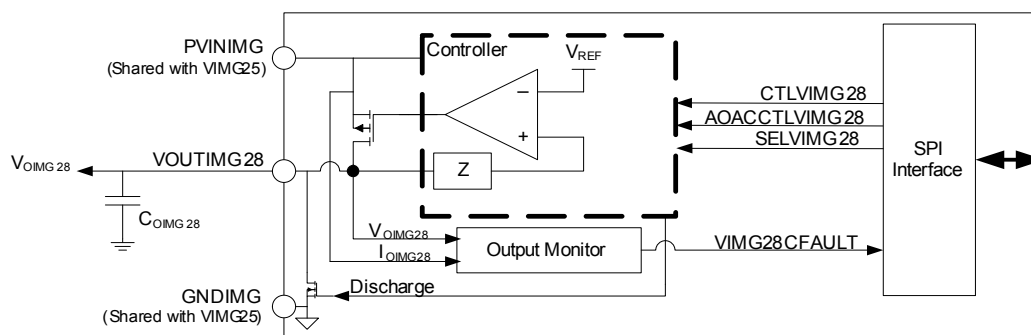 PVINIMG
(Shared with VIMG25)
Controller
VREF
−
+
Z
CTLVIMG28
AOACCTLVIMG28
SELVIMG28
SPI
Interface
VOIMG28
VOUTIMG28
COIMG28
VOIMG28
IOIMG28
Output Monitor
VIMG28CFAULT
GNDIMG
(Shared with VIMG25)
Discharge